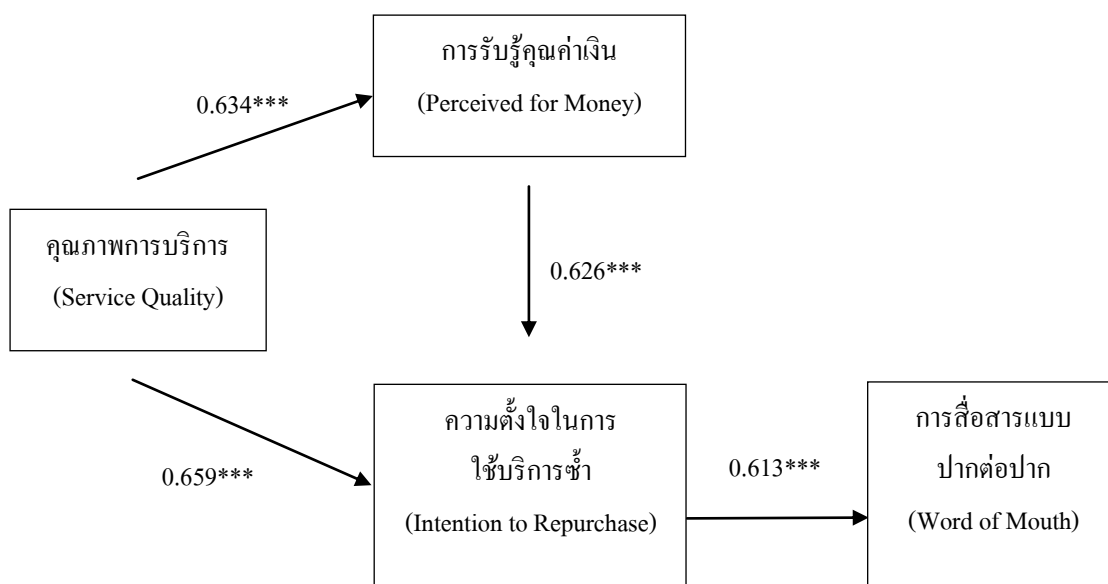 การรับรู้คุณค่าเงิน
(Perceived for Money)
0.634***
คุณภาพการบริการ
(Service Quality)
0.626***
0.659***
ความตั้งใจในการ
ใช้บริการซ้ำ
(Intention to Repurchase)
0.613***
การสื่อสารแบบ
ปากต่อปาก
(Word of Mouth)